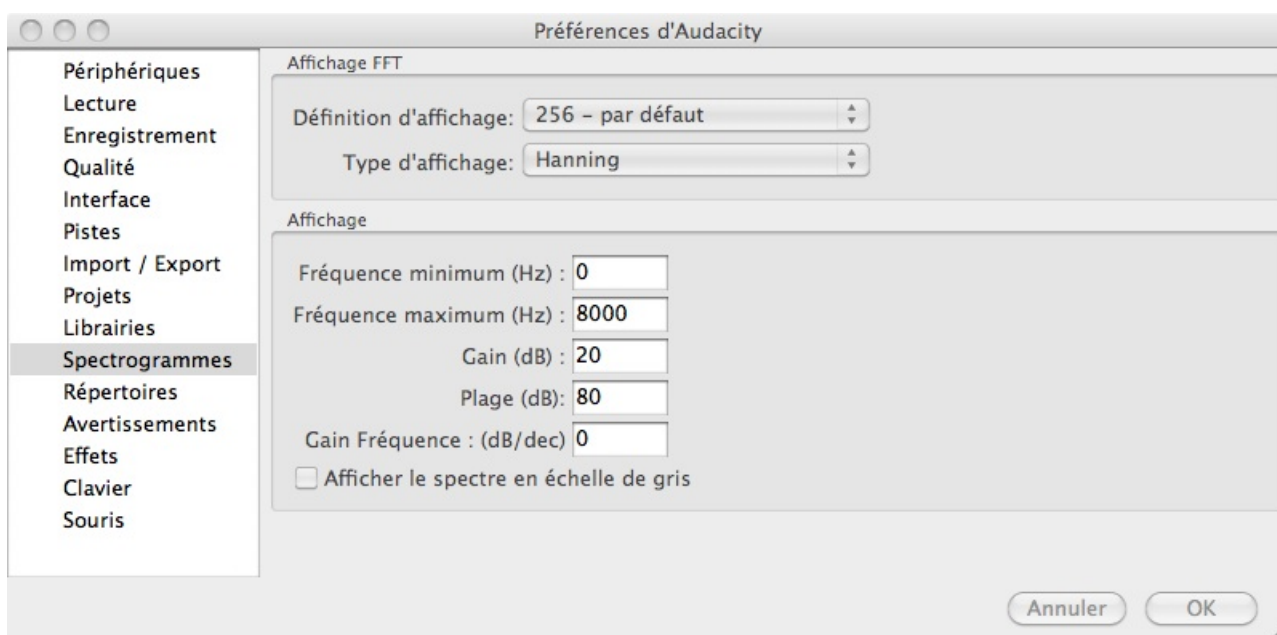 Préférences d'Audacity
Périphériques
Lecture
Enregistrement
Qualité
Interface
Pistes
Import / Export
Projets
Librairies
Spectrogrammes
Répertoires
Avertissements
Effets
Clavier
Souris
Affichage FFT
Définition d'affichage: 256 – par défaut
Type d'affichage: Hanning
Affichage
Fréquence minimum (Hz) : 0
Fréquence maximum (Hz) : 8000
Gain (dB) : 20
Plage (dB): 80
Gain Fréquence : (dB/dec) 0
Afficher le spectre en échelle de gris
Annuler OK